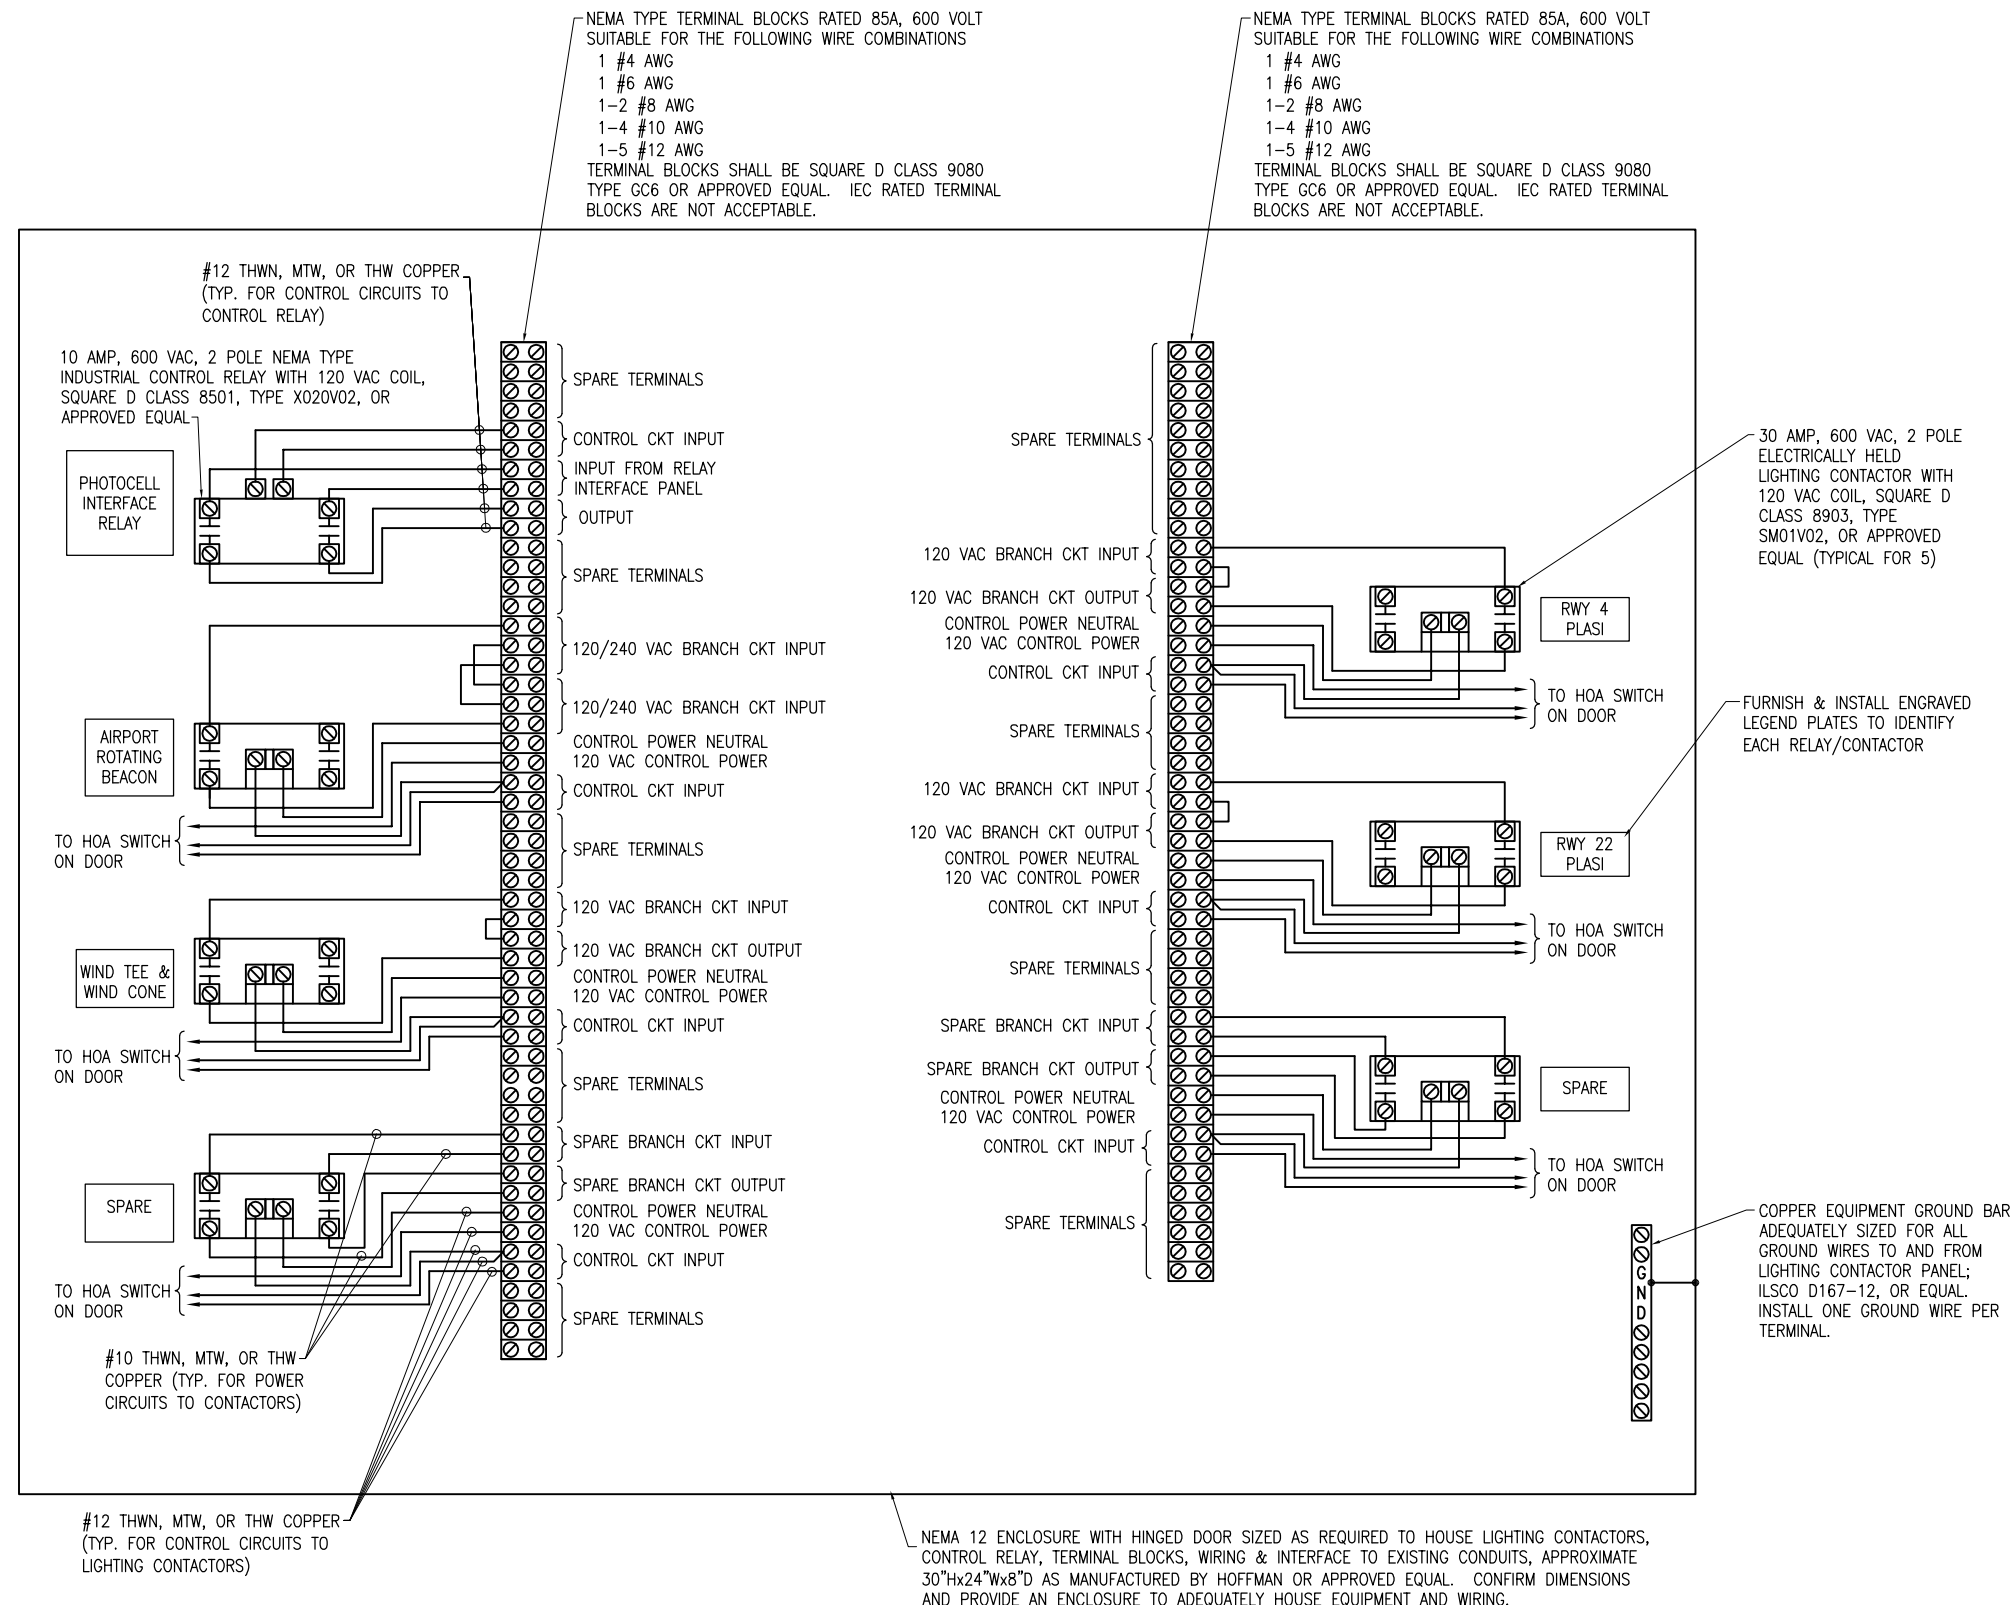 NEMA TYPE TERMINAL BLOCKS RATED 85A, 600 VOLT
SUITABLE FOR THE FOLLOWING WIRE COMBINATIONS
1 #4 AWG
1 #6 AWG
1-2 #8 AWG
1-4 #10 AWG
1-5 #12 AWG
TERMINAL BLOCKS SHALL BE SQUARE D CLASS 9080
TYPE GC6 OR APPROVED EQUAL. IEC RATED TERMINAL
BLOCKS ARE NOT ACCEPTABLE.
NEMA TYPE TERMINAL BLOCKS RATED 85A, 600 VOLT
SUITABLE FOR THE FOLLOWING WIRE COMBINATIONS
1 #4 AWG
1 #6 AWG
1-2 #8 AWG
1-4 #10 AWG
1-5 #12 AWG
TERMINAL BLOCKS SHALL BE SQUARE D CLASS 9080
TYPE GC6 OR APPROVED EQUAL. IEC RATED TERMINAL
BLOCKS ARE NOT ACCEPTABLE.
#12 THWN, MTW, OR THW COPPER
(TYP. FOR CONTROL CIRCUITS TO
CONTROL RELAY)
10 AMP, 600 VAC, 2 POLE NEMA TYPE
INDUSTRIAL CONTROL RELAY WITH 120 VAC COIL,
SQUARE D CLASS 8501, TYPE XO20V02, OR
APPROVED EQUAL
PHOTOCELL
INTERFACE
RELAY
AIRPORT
ROTATING
BEACON
TO HOA SWITCH
ON DOOR
WIND TEE &
WIND CONE
TO HOA SWITCH
ON DOOR
SPARE
TO HOA SWITCH
ON DOOR
#10 THWN, MTW, OR THW
COPPER (TYP. FOR POWER
CIRCUITS TO CONTACTORS)
#12 THWN, MTW, OR THW COPPER
(TYP. FOR CONTROL CIRCUITS TO
LIGHTING CONTACTORS)
SPARE TERMINALS
CONTROL CKT INPUT
INPUT FROM RELAY
INTERFACE PANEL
OUTPUT
SPARE TERMINALS
120/240 VAC BRANCH CKT INPUT
120/240 VAC BRANCH CKT INPUT
CONTROL POWER NEUTRAL
120 VAC CONTROL POWER
CONTROL CKT INPUT
SPARE TERMINALS
120 VAC BRANCH CKT INPUT
120 VAC BRANCH CKT OUTPUT
CONTROL POWER NEUTRAL
120 VAC CONTROL POWER
CONTROL CKT INPUT
SPARE TERMINALS
SPARE BRANCH CKT INPUT
SPARE BRANCH CKT OUTPUT
CONTROL POWER NEUTRAL
120 VAC CONTROL POWER
CONTROL CKT INPUT
SPARE TERMINALS
SPARE TERMINALS
120 VAC BRANCH CKT INPUT
120 VAC BRANCH CKT OUTPUT
CONTROL POWER NEUTRAL
120 VAC CONTROL POWER
CONTROL CKT INPUT
SPARE TERMINALS
120 VAC BRANCH CKT INPUT
120 VAC BRANCH CKT OUTPUT
CONTROL POWER NEUTRAL
120 VAC CONTROL POWER
CONTROL CKT INPUT
SPARE TERMINALS
SPARE BRANCH CKT INPUT
SPARE BRANCH CKT OUTPUT
CONTROL POWER NEUTRAL
120 VAC CONTROL POWER
CONTROL CKT INPUT
SPARE TERMINALS
RWY 4
PLASI
TO HOA SWITCH
ON DOOR
RWY 22
PLASI
TO HOA SWITCH
ON DOOR
SPARE
TO HOA SWITCH
ON DOOR
30 AMP, 600 VAC, 2 POLE
ELECTRICALLY HELD
LIGHTING CONTACTOR WITH
120 VAC COIL, SQUARE D
CLASS 8903, TYPE
SMO1V02, OR APPROVED
EQUAL (TYPICAL FOR 5)
FURNISH & INSTALL ENGRAVED
LEGEND PLATES TO IDENTIFY
EACH RELAY/CONTACTOR
COPPER EQUIPMENT GROUND BAR
ADEQUATELY SIZED FOR ALL
GROUND WIRES TO AND FROM
LIGHTING CONTACTOR PANEL;
ILSCO D167-12, OR EQUAL.
INSTALL ONE GROUND WIRE PER
TERMINAL.
G
N
D
NEMA 12 ENCLOSURE WITH HINGED DOOR SIZED AS REQUIRED TO HOUSE LIGHTING CONTACTORS,
CONTROL RELAY, TERMINAL BLOCKS, WIRING & INTERFACE TO EXISTING CONDUITS, APPROXIMATE
30"Hx24"Wx8"D AS MANUFACTURED BY HOFFMAN OR APPROVED EQUAL. CONFIRM DIMENSIONS
AND PROVIDE AN ENCLOSURE TO ADEQUATELY HOUSE EQUIPMENT AND WIRING.